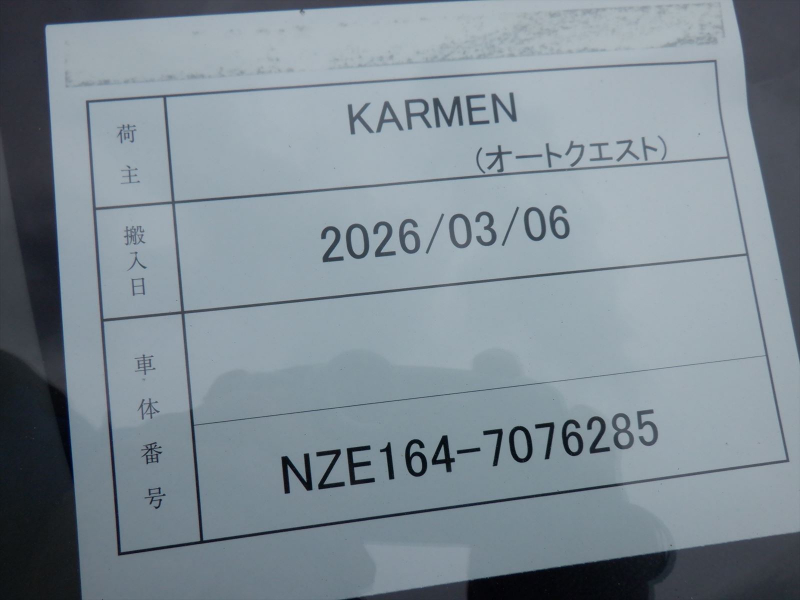 荷主
KARMEN
(オートクエスト)
搬入日
2026/03/06
車体番号
NZE164-7076285